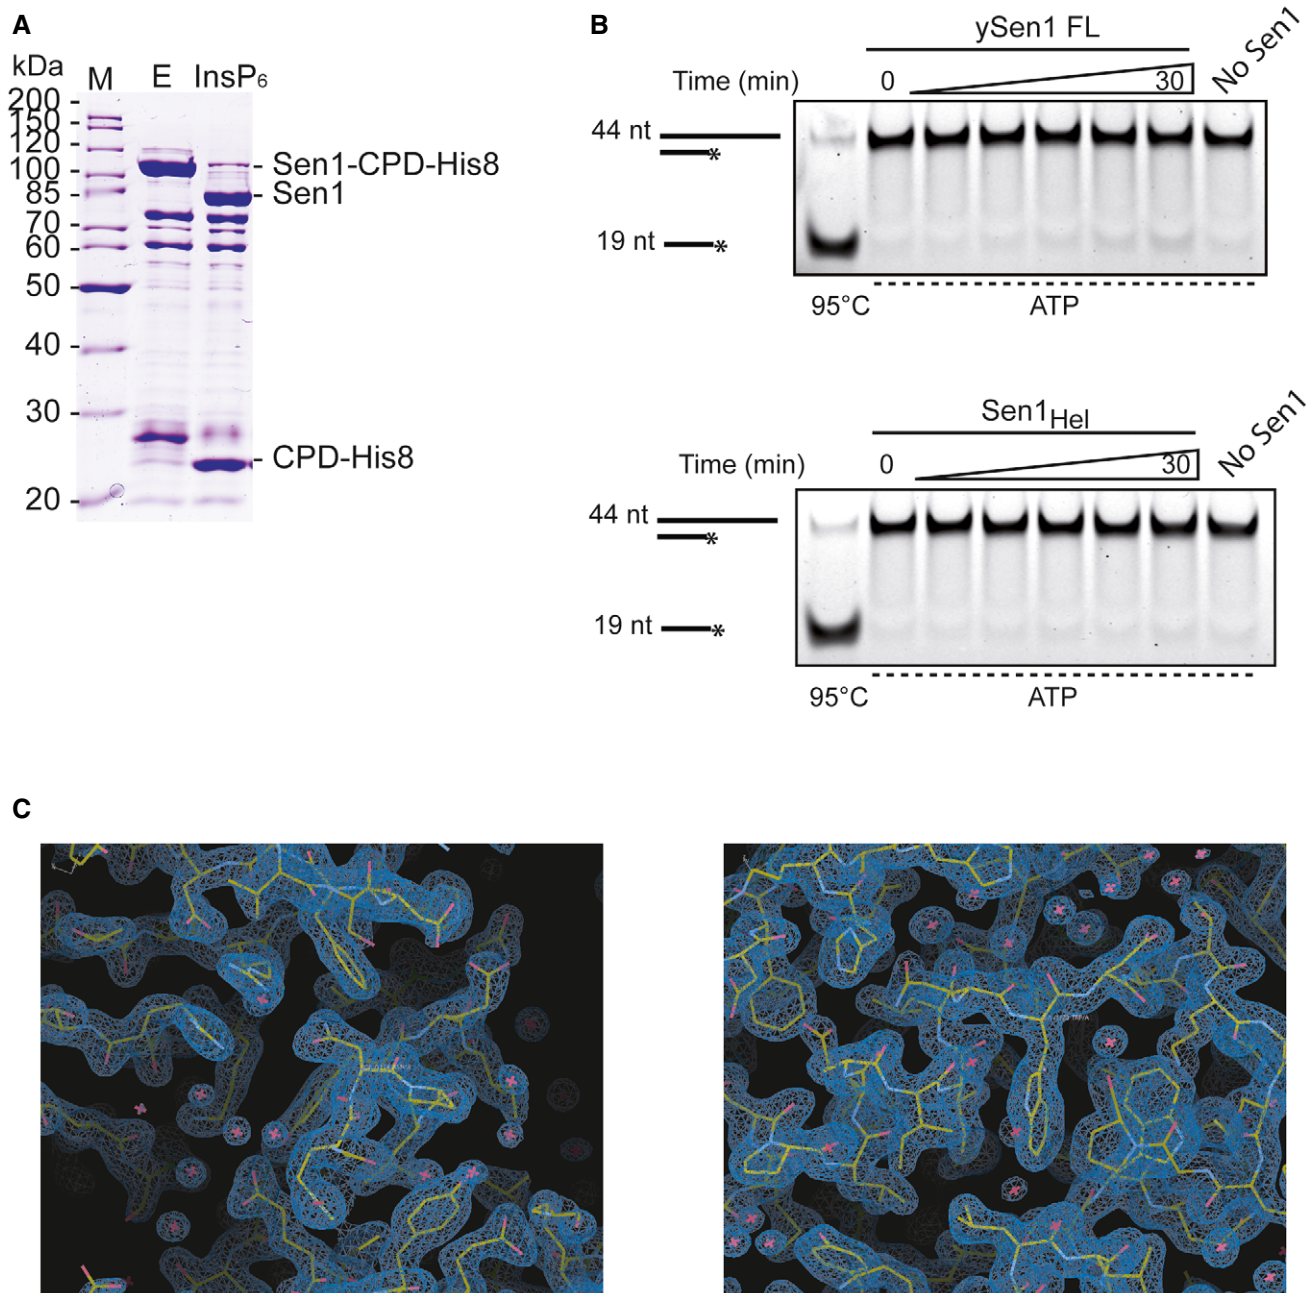 A
kDa
M E InsP6
200
150
120
100
85
70
60
50
40
30
20
Sen1-CPD-His8
Sen1
CPD-His8
B
ySen1 FL
Time (min)
0
30
No Sen1
44 nt
*
19 nt
*
95°C
ATP
Sen1Hel
Time (min)
0
30
No Sen1
44 nt
*
19 nt
*
95°C
ATP
C